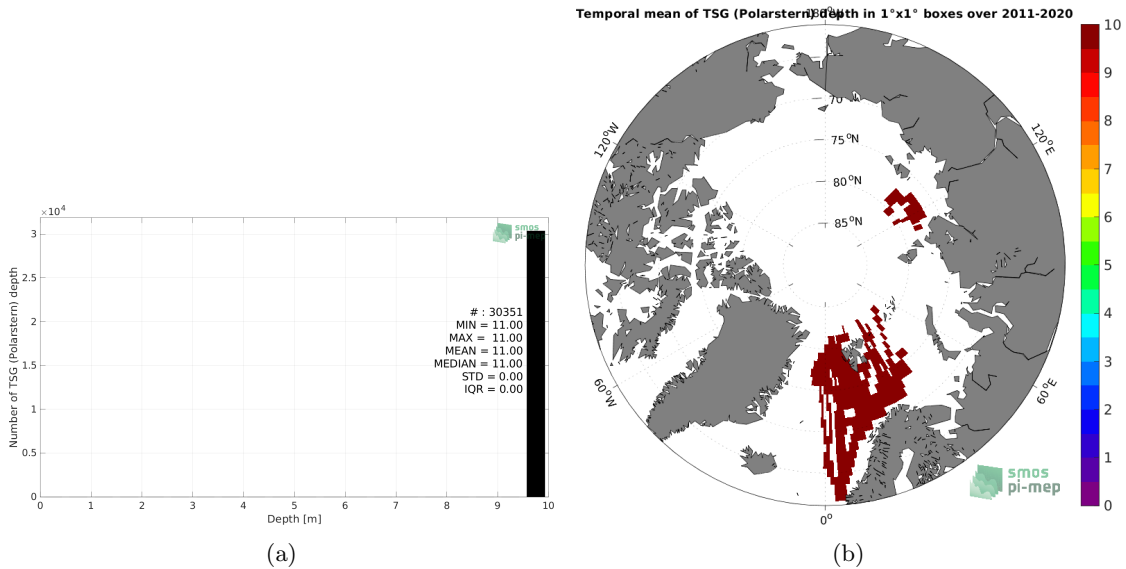 Temporal mean of TSG (Polarstern) depth in 1°x1° boxes over 2011-2020
×10⁴
3
2.5
2
1.5
1
0.5
0
Number of TSG (Polarstern) depth
smos
pi-mep
# : 30351
MIN = 11.00
MAX = 11.00
MEAN = 11.00
MEDIAN = 11.00
STD = 0.00
IQR = 0.00
0 1 2 3 4 5 6 7 8 9 10
Depth [m]
(a)
120°W
120°E
75°N
80°N
85°N
60°W
60°E
0°
smos
pi-mep
10
9
8
7
6
5
4
3
2
1
0
(b)